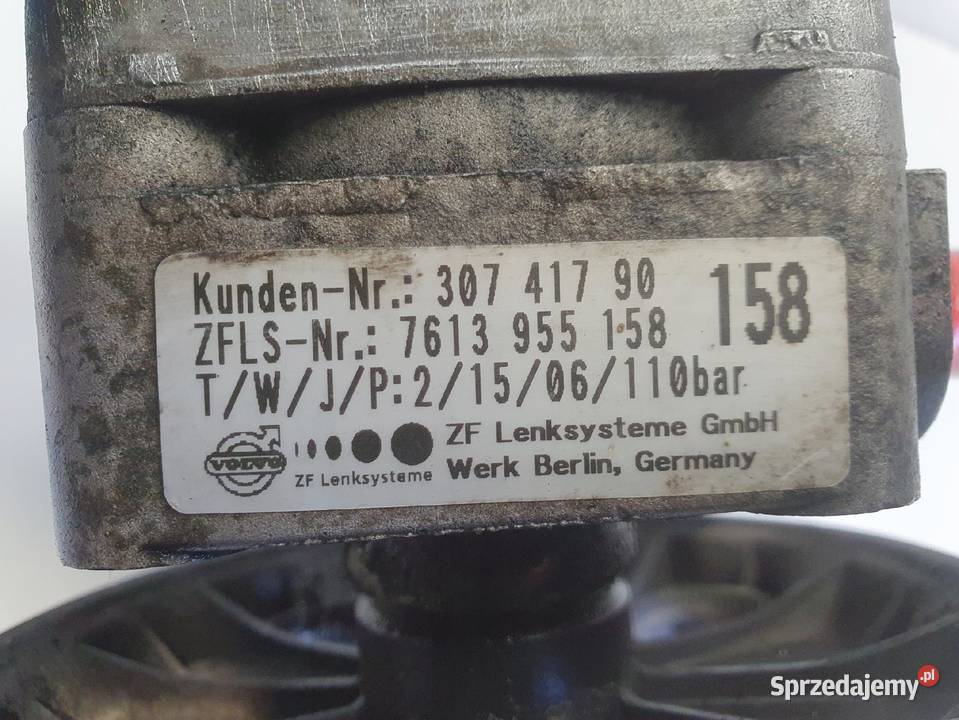 Kunden-Nr.: 307 417 90
158
ZFLS-Nr.: 7613 955 158
T/W/J/P:2/15/06/110bar
VOLVO
ZF Lenksysteme
ZF Lenksysteme GmbH
Werk Berlin, Germany
Sprzedajemy.pl